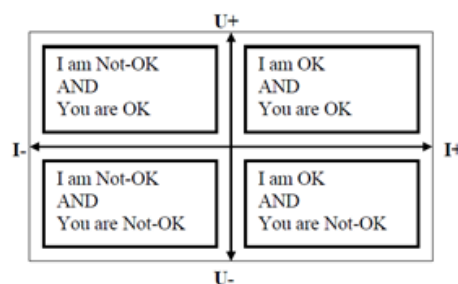 U+
I am Not-OK
AND
You are OK
I am OK
AND
You are OK
I-
I+
I am Not-OK
AND
You are Not-OK
I am OK
AND
You are Not-OK
U-